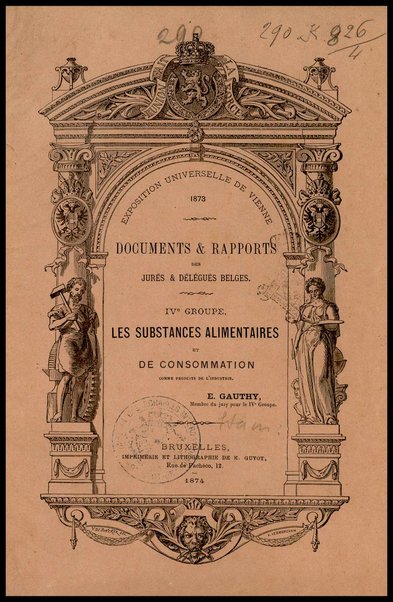 290
290 K 826/4
EXPOSITION UNIVERSELLE DE VIENNE
1873
DOCUMENTS & RAPPORTS
DES
JURÉS & DÉLÉGUÉS BELGES.
IVe GROUPE.
LES SUBSTANCES ALIMENTAIRES
ET
DE CONSOMMATION
COMME PRODUITS DE L'INDUSTRIE.
E. GAUTHY,
Membre du jury pour le IVe Groupe.
BRUXELLES,
IMPRIMERIE ET LITHOGRAPHIE DE E. GUYOT,
Rue de Pachéco, 12.
1874